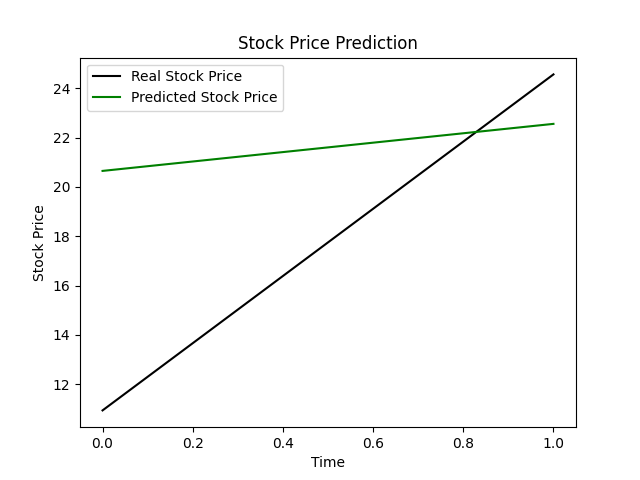 Stock Price Prediction
Real Stock Price
Predicted Stock Price
Stock Price
24
22
20
18
16
14
12
0.0 0.2 0.4 0.6 0.8 1.0
Time